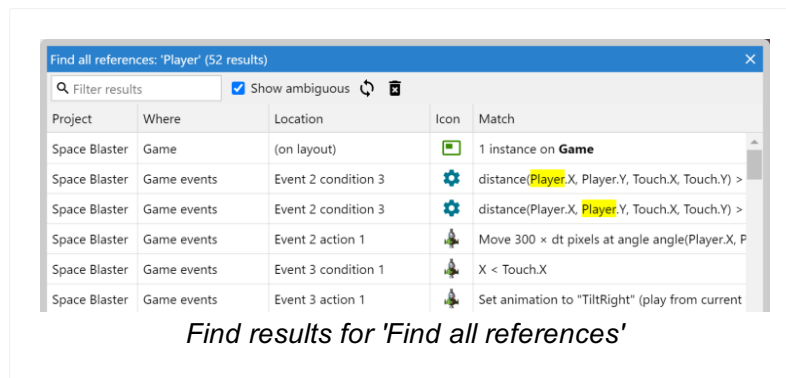 Find all references: 'Player' (52 results)
Filter results Show ambiguous
Project Where Location Icon Match
Space Blaster Game (on layout) 1 instance on Game
Space Blaster Game events Event 2 condition 3 distance(Player.X, Player.Y, Touch.X, Touch.Y) >
Space Blaster Game events Event 2 condition 3 distance(Player.X, Player.Y, Touch.X, Touch.Y) >
Space Blaster Game events Event 2 action 1 Move 300 × dt pixels at angle angle(Player.X, P
Space Blaster Game events Event 3 condition 1 X < Touch.X
Space Blaster Game events Event 3 action 1 Set animation to "TiltRight" (play from current
Find results for 'Find all references'